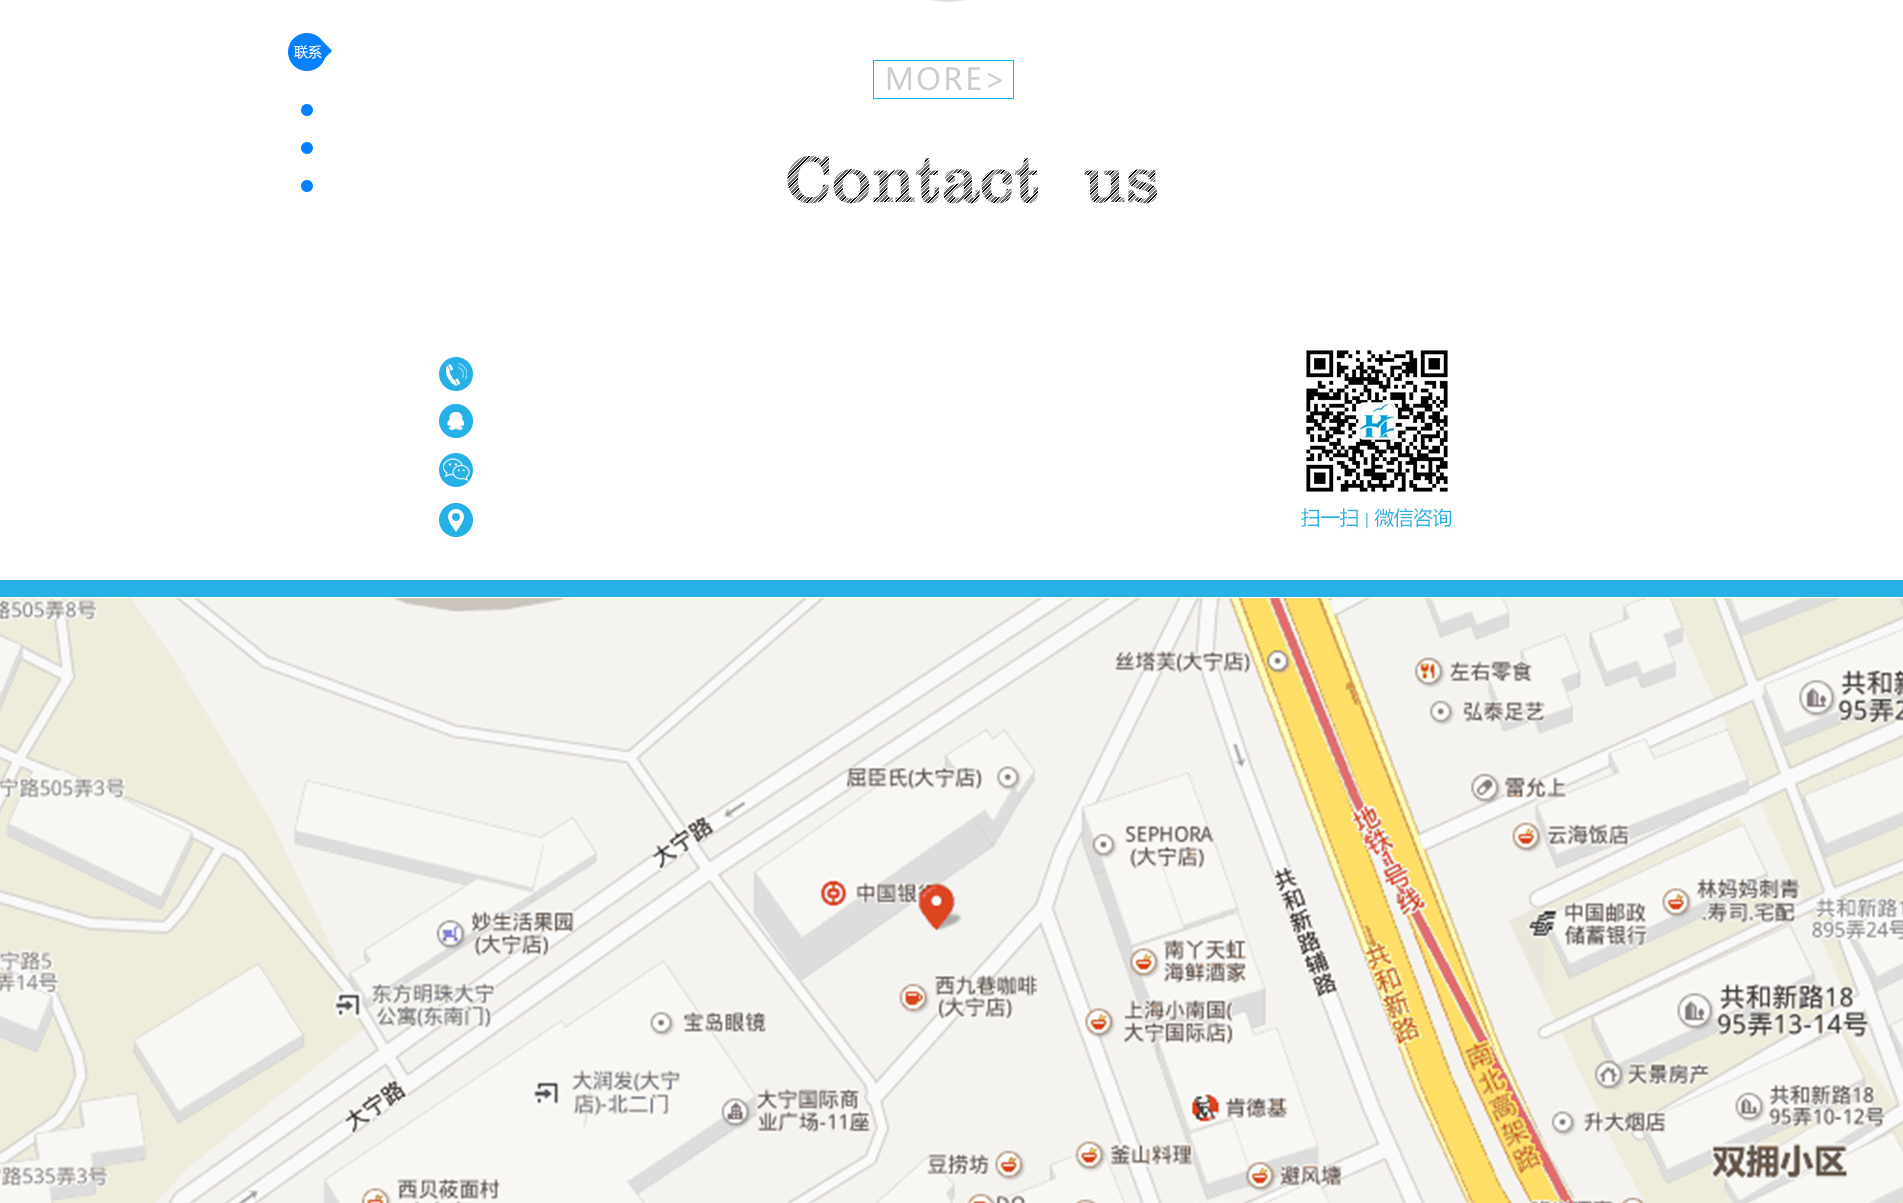 联系
MORE>
Contact us
扫一扫 | 微信咨询
路505弄8号
丝塔芙(大宁店)
左右零食
弘泰足艺
共和新
95弄2
宁路505弄3号
屈臣氏(大宁店)
雷允上
大宁路
SEPHORA
(大宁店)
地铁1号线
云海饭店
中国银行
共和新路辅路
林妈妈刺青
.寿司.宅配
中国邮政
储蓄银行
共和新路1
895弄24号
妙生活果园
(大宁店)
南丫天虹
海鲜酒家
共和新路
宁路5
弄14号
东方明珠大宁
公寓(东南门)
西九巷咖啡
(大宁店)
宝岛眼镜
上海小南国(
大宁国际店)
共和新路18
95弄13-14号
南北高架路
天景房产
大宁路
大润发(大宁
店)-北二门
大宁国际商
业广场-11座
肯德基
升大烟店
共和新路18
95弄10-12号
双拥小区
路535弄3号
豆捞坊
釜山料理
避风塘
西贝莜面村